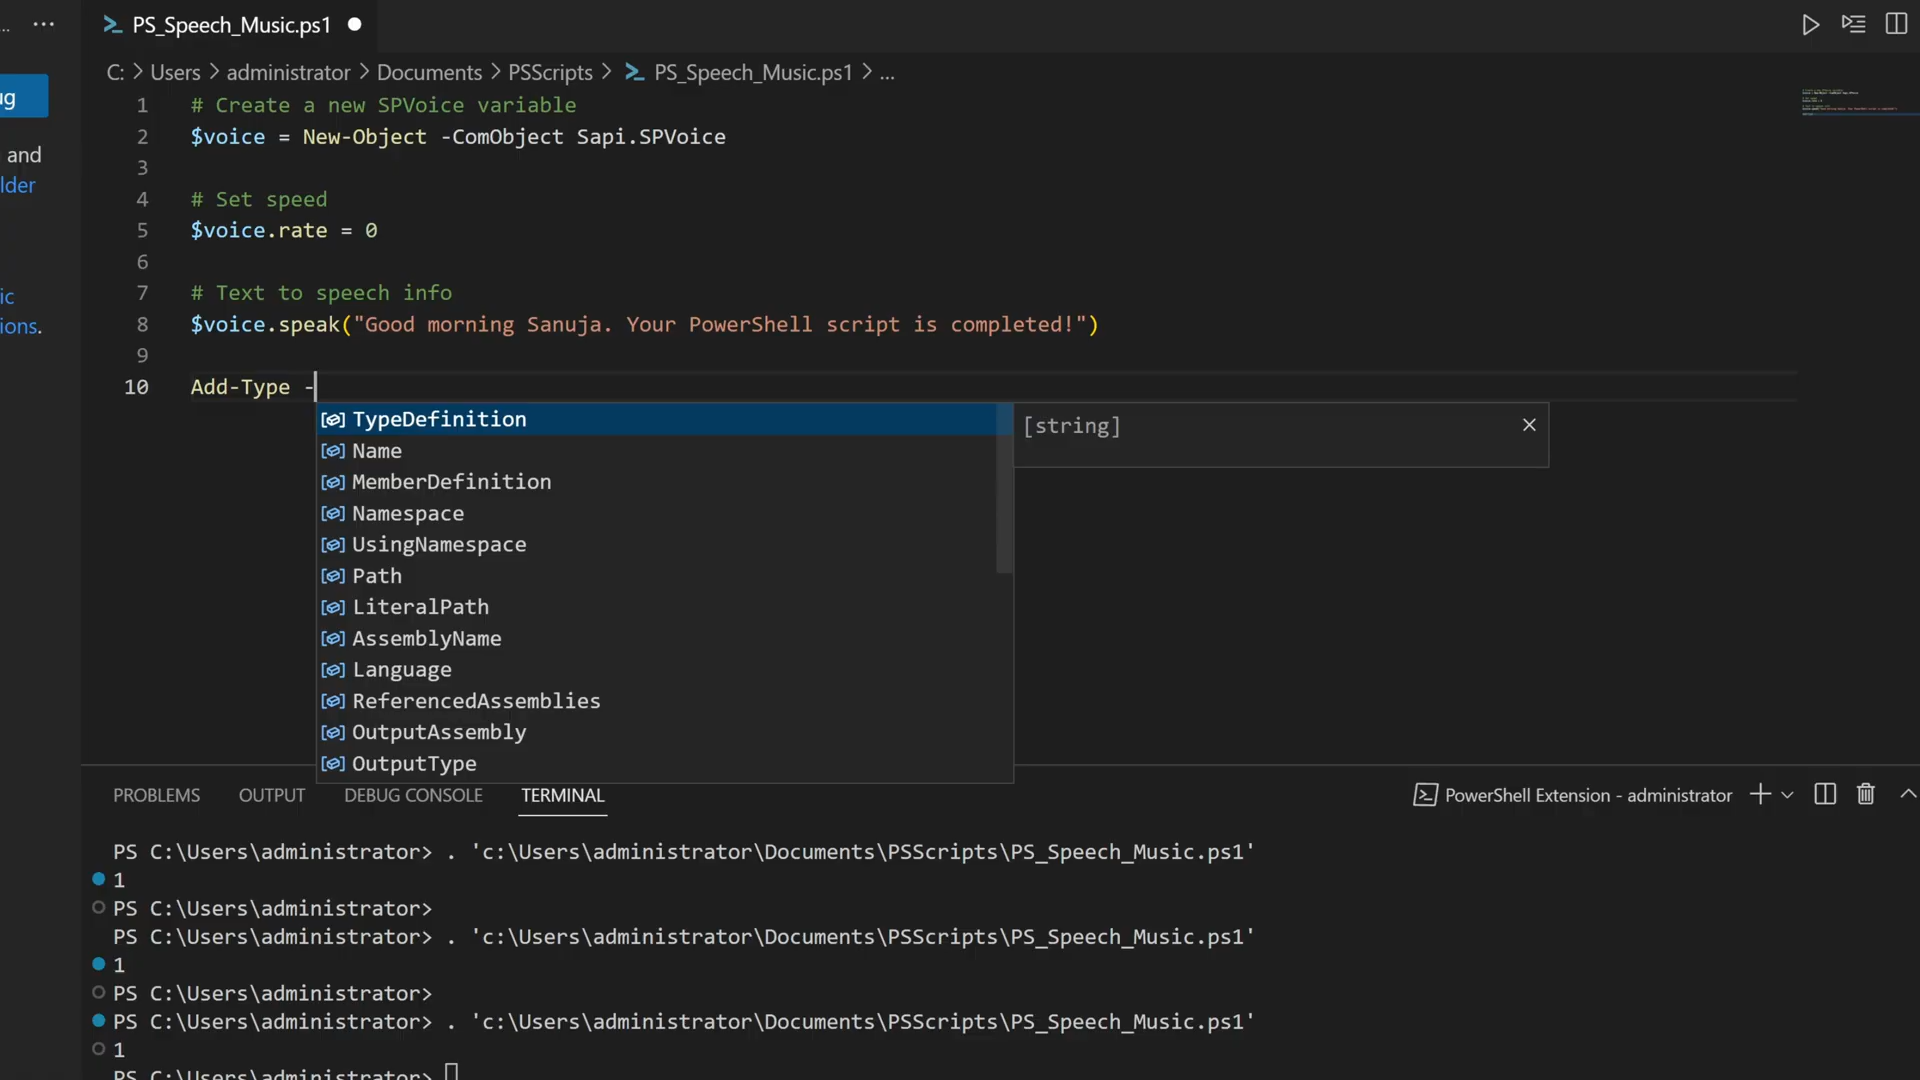 ... ··· PS_Speech_Music.ps1
C: > Users > administrator > Documents > PSScripts > PS_Speech_Music.ps1 > ...
ug
and
lder
ic
ions.
1 # Create a new SPVoice variable
2 $voice = New-Object -ComObject Sapi.SPVoice
3
4 # Set speed
5 $voice.rate = 0
6
7 # Text to speech info
8 $voice.speak("Good morning Sanuja. Your PowerShell script is completed!")
9
10 Add-Type -
TypeDefinition
[string]
Name
MemberDefinition
Namespace
UsingNamespace
Path
LiteralPath
AssemblyName
Language
ReferencedAssemblies
OutputAssembly
OutputType
PROBLEMS OUTPUT DEBUG CONSOLE TERMINAL PowerShell Extension - administrator
PS C:\Users\administrator> . 'c:\Users\administrator\Documents\PSScripts\PS_Speech_Music.ps1'
1
PS C:\Users\administrator>
PS C:\Users\administrator> . 'c:\Users\administrator\Documents\PSScripts\PS_Speech_Music.ps1'
1
PS C:\Users\administrator>
PS C:\Users\administrator> . 'c:\Users\administrator\Documents\PSScripts\PS_Speech_Music.ps1'
1
PS C:\Users\administrator>